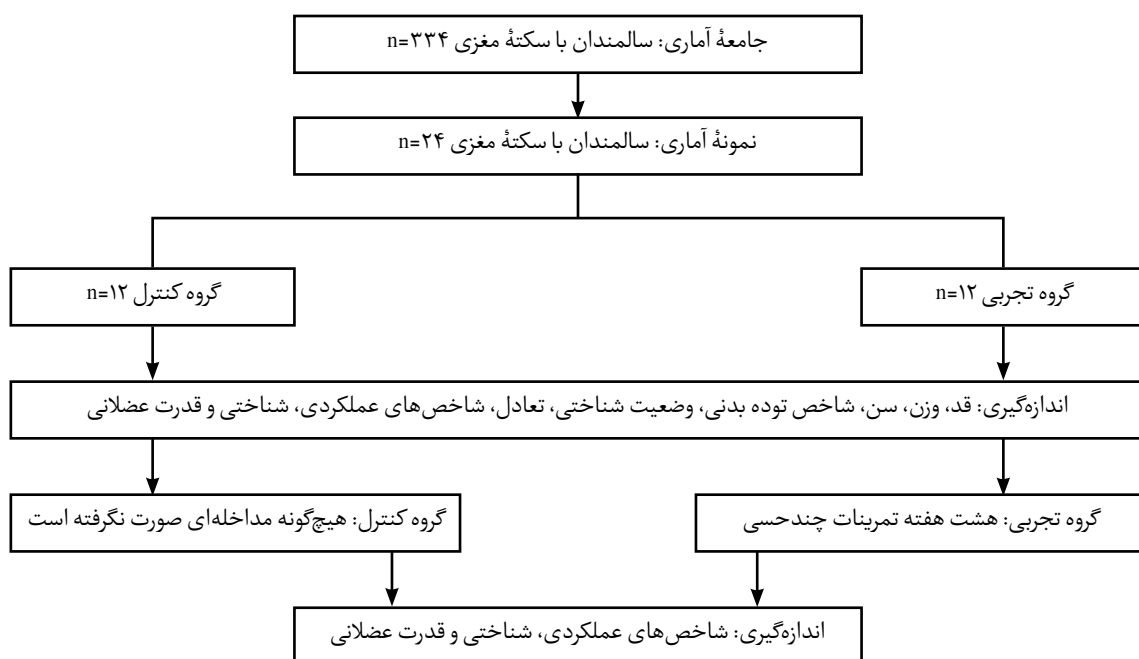 جامعهٔ آماری: سالمندان با سکتهٔ مغزی n=۳۳۴
نمونهٔ آماری: سالمندان با سکتهٔ مغزی n=۲۴
گروه تجربی n=۱۲
گروه کنترل n=۱۲
اندازه‌گیری: قد، وزن، سن، شاخص توده بدنی، وضعیت شناختی، تعادل، شاخص‌های عملکردی، شناختی و قدرت عضلانی
گروه تجربی: هشت هفته تمرینات چندحسی
گروه کنترل: هیچ‌گونه مداخله‌ای صورت نگرفته است
اندازه‌گیری: شاخص‌های عملکردی، شناختی و قدرت عضلانی